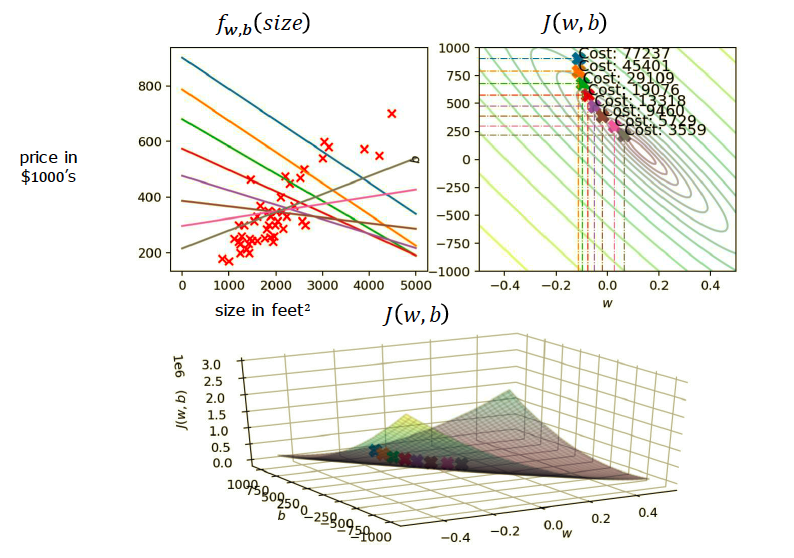 f_{w,b}(size)
J(w, b)
price in
$1000's
800
600
400
200
0
1000
2000
3000
4000
5000
size in feet²
b
1000
750
500
250
0
−250
−500
−750
−1000
−0.4
−0.2
0.0
0.2
0.4
w
Cost: 77237
Cost: 45401
Cost: 29109
Cost: 19076
Cost: 13318
Cost: 9460
Cost: 5729
Cost: 3559
J(w, b)
1e6
J(w,b)
3.0
2.5
2.0
1.5
1.0
0.5
0.0
1000
750
500
250
0
−250
−500
−750
−1000
b
−0.4
−0.2
0.0
0.2
0.4
w